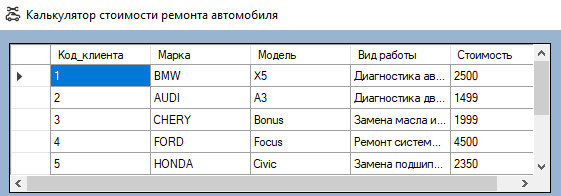 Калькулятор стоимости ремонта автомобиля
Код_клиента Марка Модель Вид работы Стоимость
1 BMW X5 Диагностика ав... 2500
2 AUDI A3 Диагностика дв... 1499
3 CHERY Bonus Замена масла и... 1999
4 FORD Focus Ремонт систем... 4500
5 HONDA Civic Замена подшип... 2350